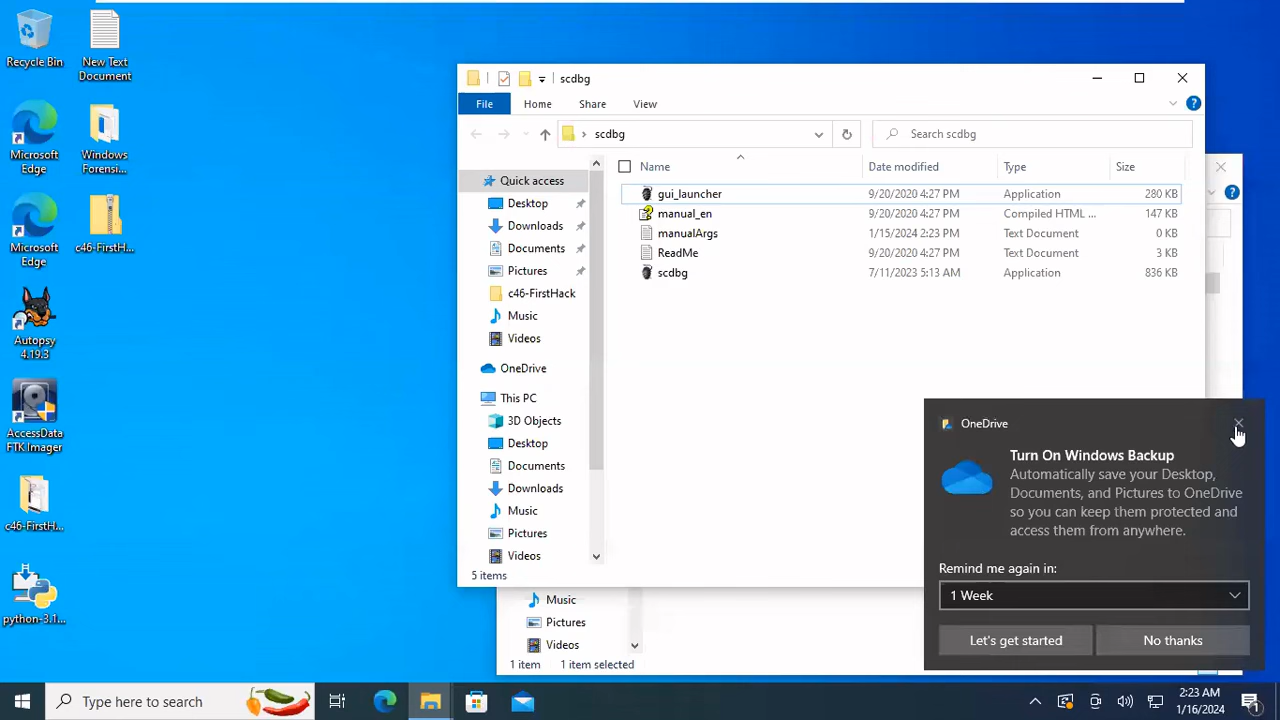 Recycle Bin
New Text
Document
Microsoft
Edge
Windows
Forensi...
Microsoft
Edge
c46-FirstH...
Autopsy
4.19.3
AccessData
FTK Imager
c46-FirstH...
python-3.1...
scdbg
File Home Share View
scdbg
Search scdbg
Name Date modified Type Size
Quick access
Desktop
Downloads
Documents
Pictures
c46-FirstHack
Music
Videos
OneDrive
This PC
3D Objects
Desktop
Documents
Downloads
Music
Pictures
Videos
gui_launcher 9/20/2020 4:27 PM Application 280 KB
manual_en 9/20/2020 4:27 PM Compiled HTML ... 147 KB
manualArgs 1/15/2024 2:23 PM Text Document 0 KB
ReadMe 9/20/2020 4:27 PM Text Document 3 KB
scdbg 7/11/2023 5:13 AM Application 836 KB
5 items
Music
Pictures
Videos
1 item 1 item selected
OneDrive
Turn On Windows Backup
Automatically save your Desktop,
Documents, and Pictures to OneDrive
so you can keep them protected and
access them from anywhere.
Remind me again in:
1 Week
Let's get started No thanks
Type here to search
2:23 AM
1/16/2024
1